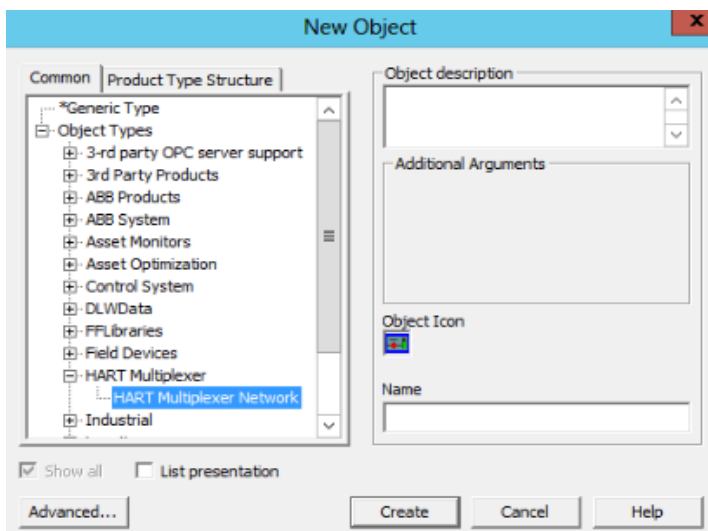 New Object
x
Common
Product Type Structure
*Generic Type
Object Types
3-rd party OPC server support
3rd Party Products
ABB Products
ABB System
Asset Monitors
Asset Optimization
Control System
DLWData
FFLibraries
Field Devices
HART Multiplexer
HART Multiplexer Network
Industrial
Show all
List presentation
Advanced...
Object description
Additional Arguments
Object Icon
Name
Create
Cancel
Help